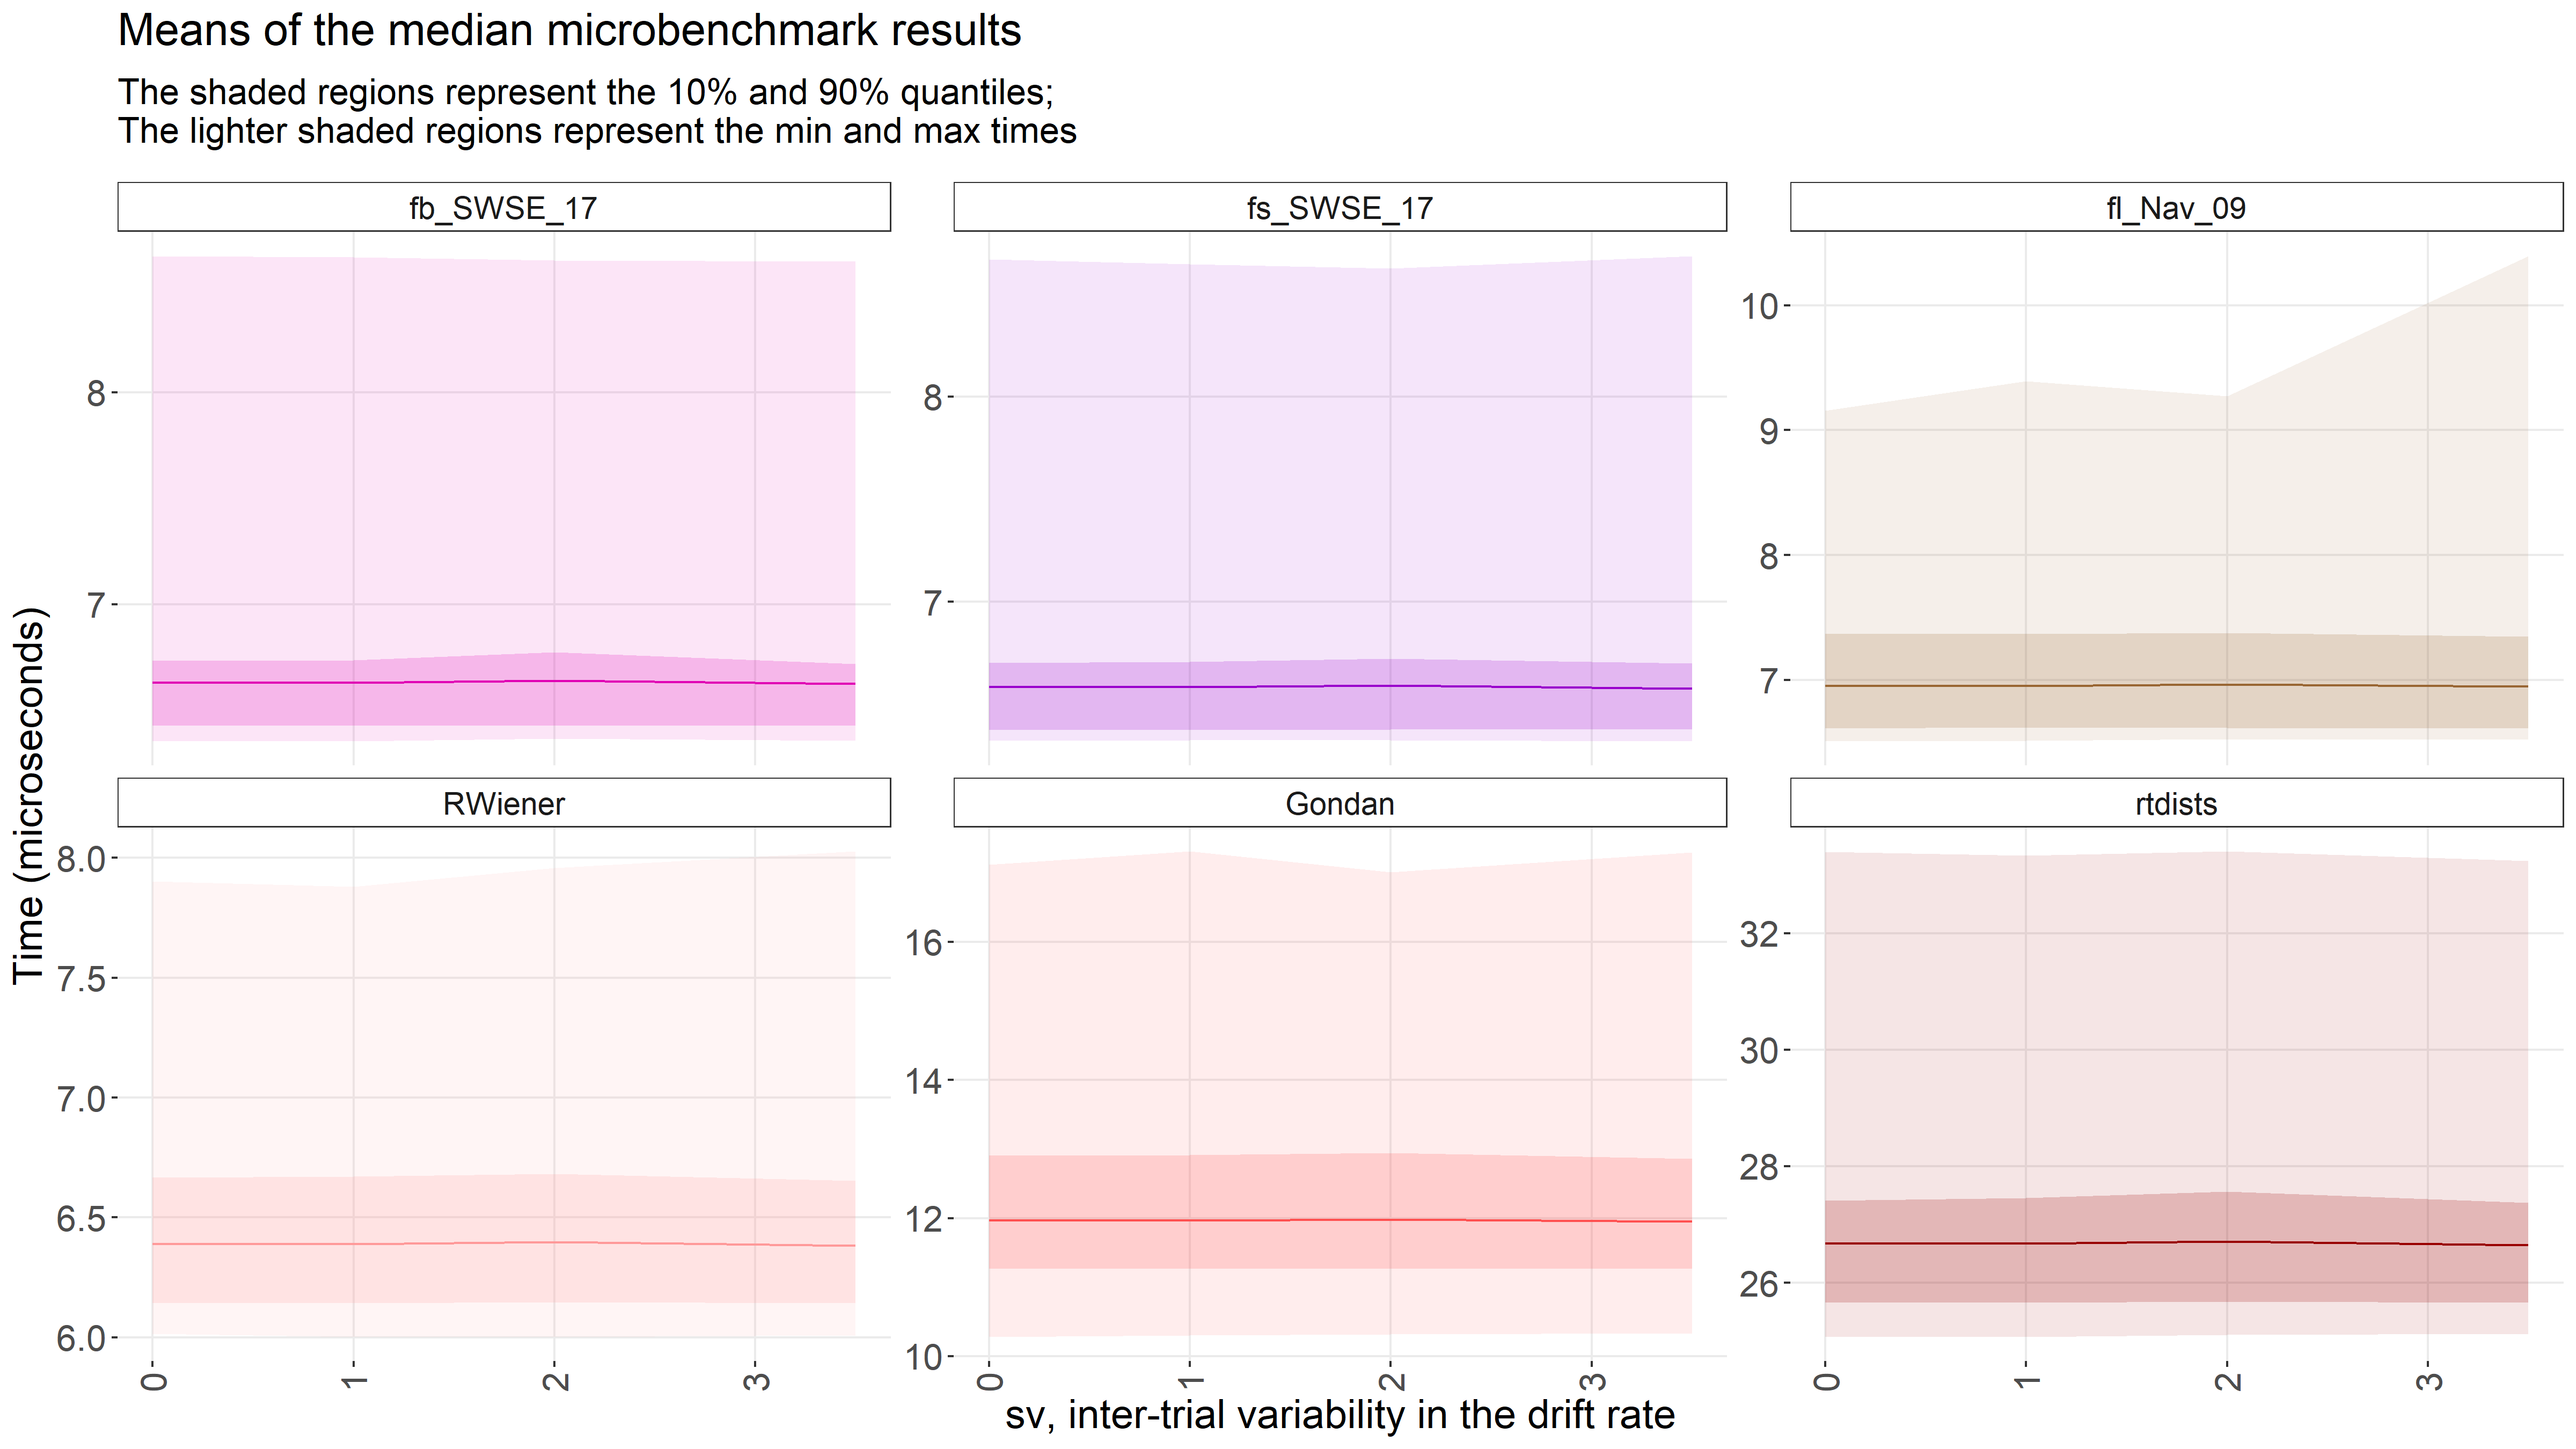 Means of the median microbenchmark results
The shaded regions represent the 10% and 90% quantiles;
The lighter shaded regions represent the min and max times
fb_SWSE_17
fs_SWSE_17
fl_Nav_09
8
7
8
7
10
9
8
7
Time (microseconds)
RWiener
Gondan
rtdists
8.0
7.5
7.0
6.5
6.0
16
14
12
10
32
30
28
26
0 1 2 3
0 1 2 3
0 1 2 3
sv, inter-trial variability in the drift rate